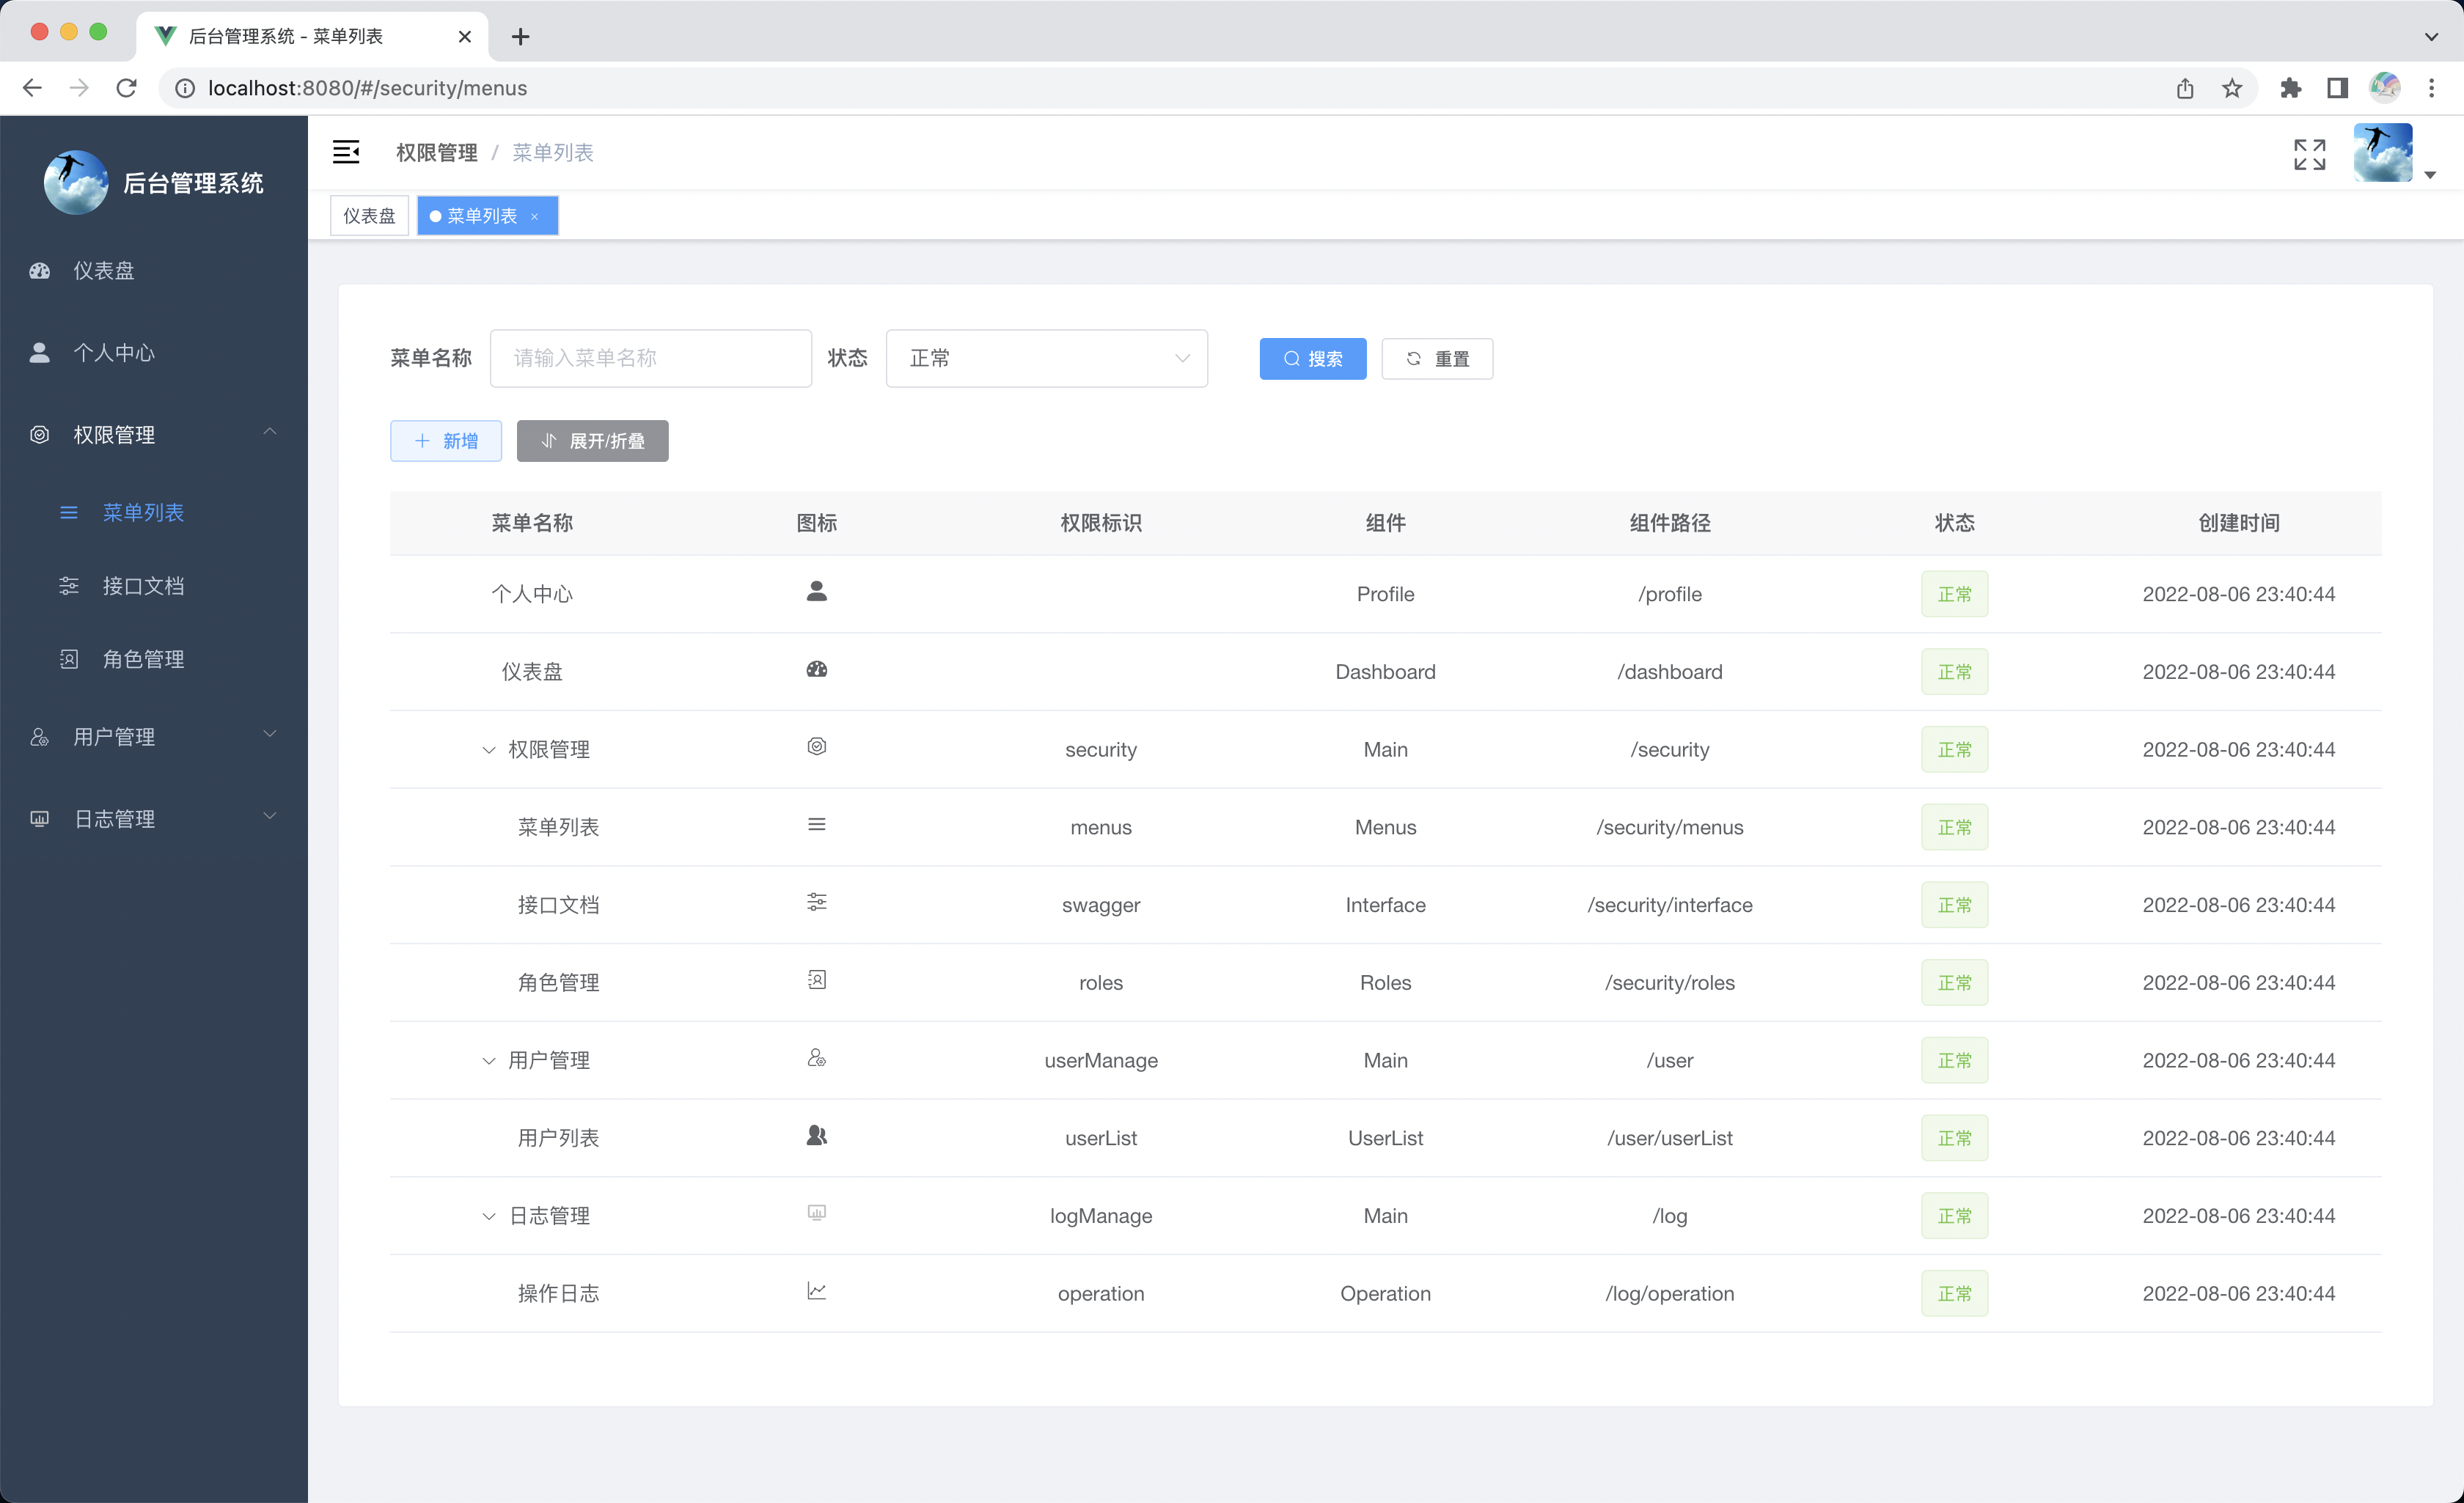 后台管理系统 - 菜单列表
localhost:8080/#/security/menus
后台管理系统
仪表盘
个人中心
权限管理
菜单列表
接口文档
角色管理
用户管理
日志管理
权限管理 / 菜单列表
仪表盘 菜单列表 ×
菜单名称 请输入菜单名称 状态 正常 搜索 重置
新增 展开/折叠
菜单名称 图标 权限标识 组件 组件路径 状态 创建时间
个人中心 Profile /profile 正常 2022-08-06 23:40:44
仪表盘 Dashboard /dashboard 正常 2022-08-06 23:40:44
权限管理 security Main /security 正常 2022-08-06 23:40:44
菜单列表 menus Menus /security/menus 正常 2022-08-06 23:40:44
接口文档 swagger Interface /security/interface 正常 2022-08-06 23:40:44
角色管理 roles Roles /security/roles 正常 2022-08-06 23:40:44
用户管理 userManage Main /user 正常 2022-08-06 23:40:44
用户列表 userList UserList /user/userList 正常 2022-08-06 23:40:44
日志管理 logManage Main /log 正常 2022-08-06 23:40:44
操作日志 operation Operation /log/operation 正常 2022-08-06 23:40:44